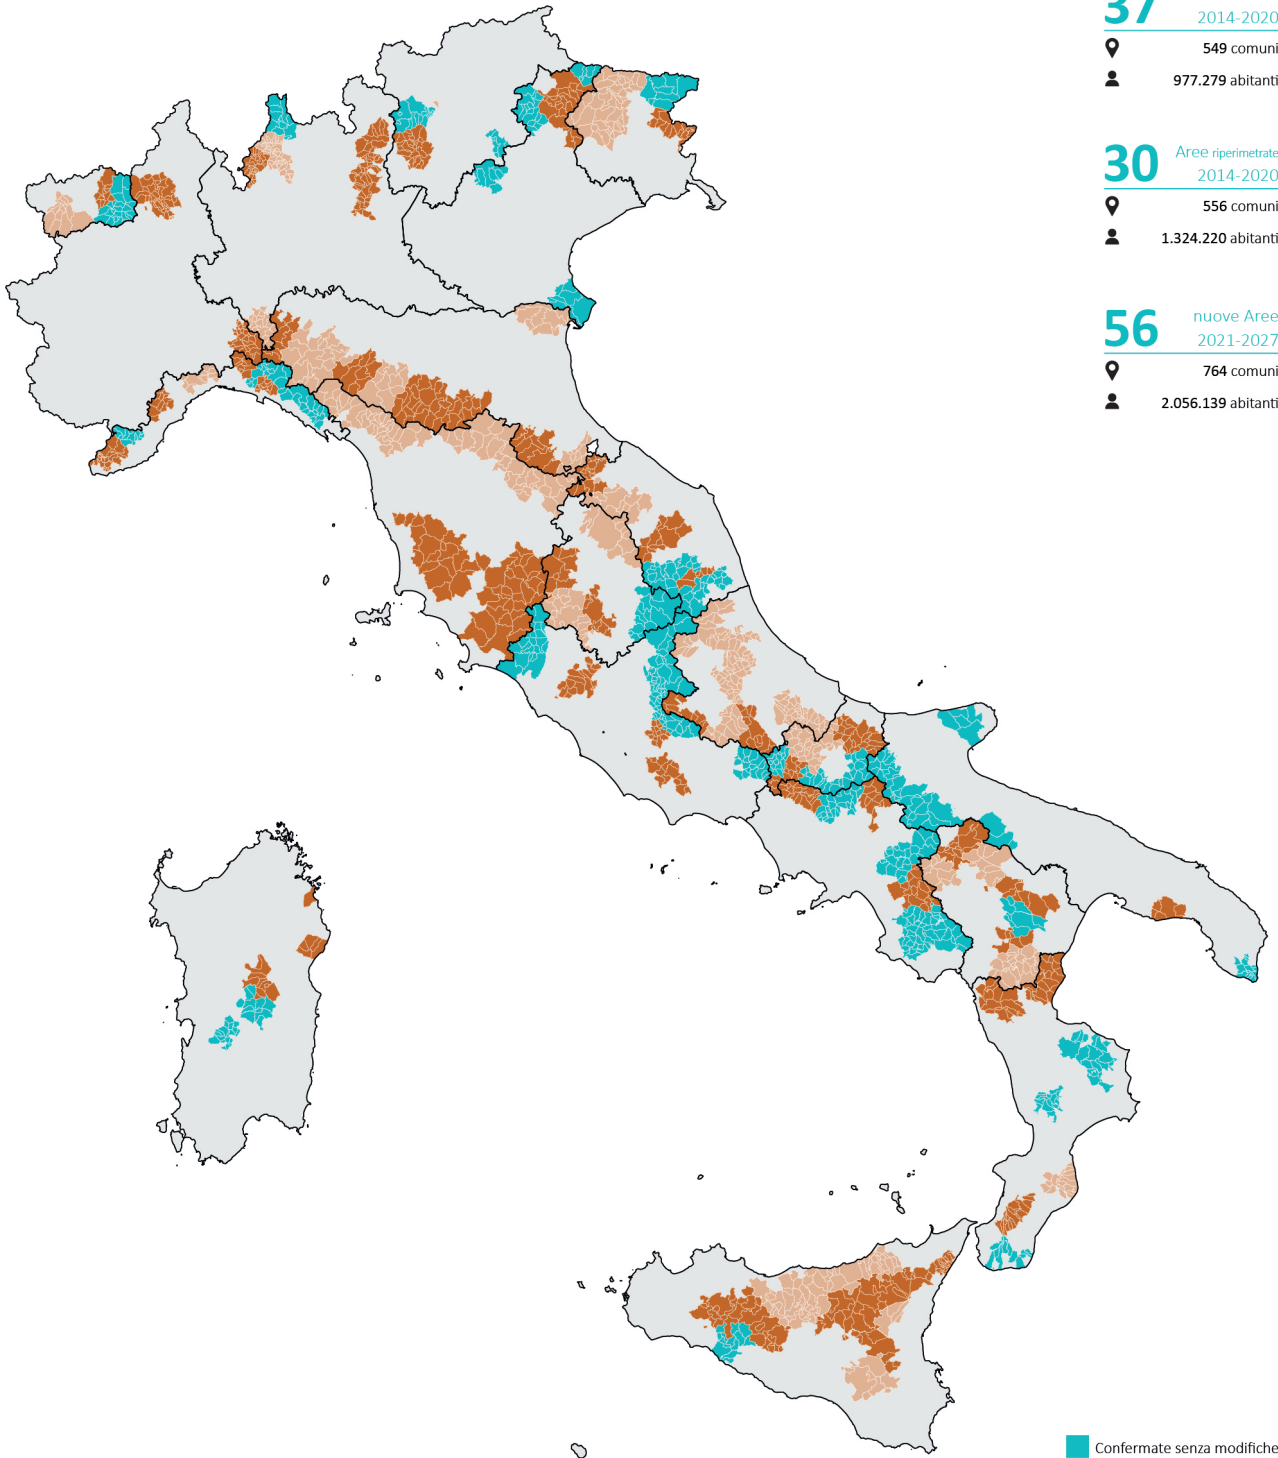 37
2014-2020
549 comuni
977.279 abitanti
30 Aree riperimetrate
2014-2020
556 comuni
1.324.220 abitanti
56 nuove Aree
2021-2027
764 comuni
2.056.139 abitanti
Confermate senza modifiche